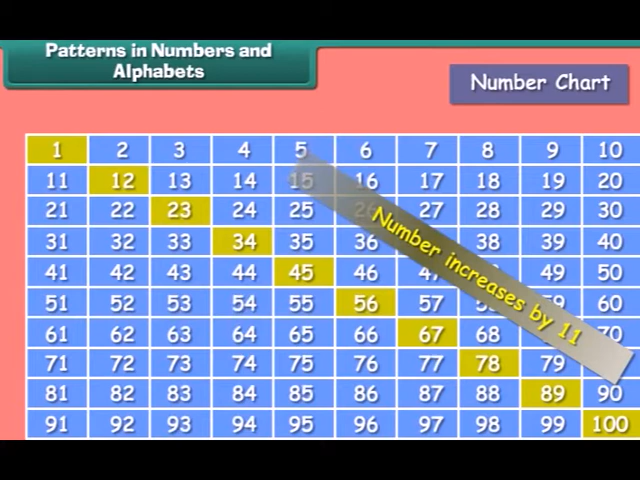 Patterns in Numbers and
Alphabets
Number Chart
1 2 3 4 5 6 7 8 9 10
11 12 13 14 15 16 17 18 19 20
21 22 23 24 25 26 27 28 29 30
31 32 33 34 35 36 38 39 40
41 42 43 44 45 46 49 50
51 52 53 54 55 56 57 60
61 62 63 64 65 66 67 68
71 72 73 74 75 76 77 78 79
81 82 83 84 85 86 87 88 89 90
91 92 93 94 95 96 97 98 99 100
Number increases by 11